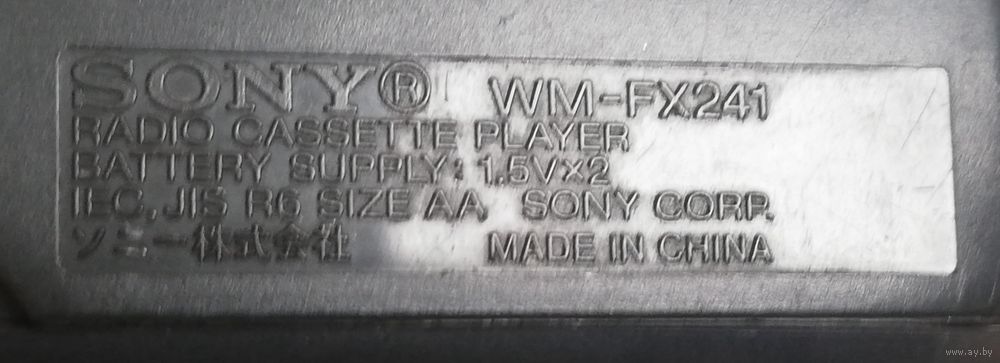 SONY® WM-FX241
RADIO CASSETTE PLAYER
BATTERY SUPPLY: 1.5V×2
IEC, JIS R6 SIZE AA SONY CORP.
ソニー株式会社 MADE IN CHINA
www.ay.by